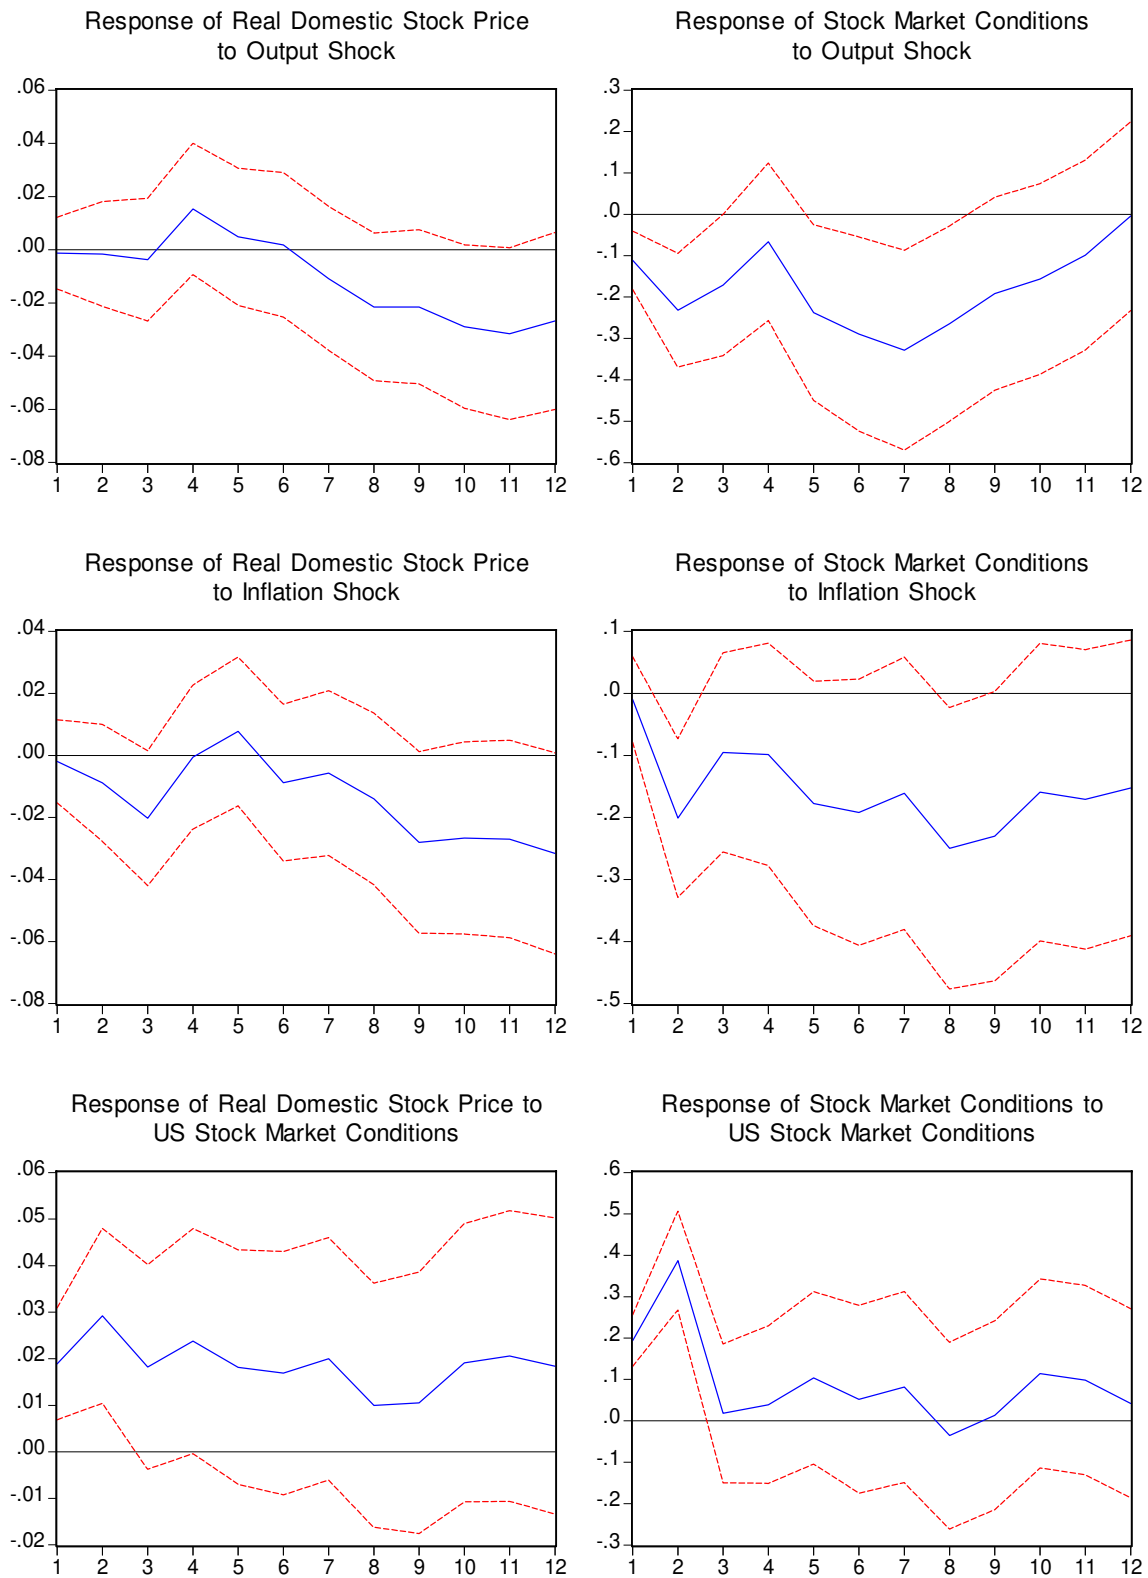 Response of Real Domestic Stock Price
to Output Shock
.06
.04
.02
.00
-.02
-.04
-.06
-.08
1 2 3 4 5 6 7 8 9 10 11 12
Response of Stock Market Conditions
to Output Shock
.3
.2
.1
.0
-.1
-.2
-.3
-.4
-.5
-.6
1 2 3 4 5 6 7 8 9 10 11 12
Response of Real Domestic Stock Price
to Inflation Shock
.04
.02
.00
-.02
-.04
-.06
-.08
1 2 3 4 5 6 7 8 9 10 11 12
Response of Stock Market Conditions
to Inflation Shock
.1
.0
-.1
-.2
-.3
-.4
-.5
1 2 3 4 5 6 7 8 9 10 11 12
Response of Real Domestic Stock Price to
US Stock Market Conditions
.06
.05
.04
.03
.02
.01
.00
-.01
-.02
1 2 3 4 5 6 7 8 9 10 11 12
Response of Stock Market Conditions to
US Stock Market Conditions
.6
.5
.4
.3
.2
.1
.0
-.1
-.2
-.3
1 2 3 4 5 6 7 8 9 10 11 12